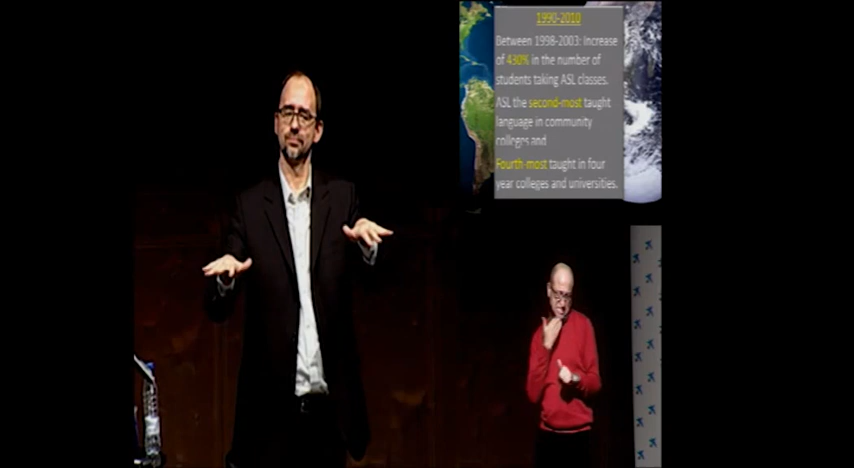 1990-2010
Between 1998-2003: Increase
of 430% in the number of
students taking ASL classes.
ASL the second-most taught
language in community
colleges and
Fourth-most taught in four
year colleges and universities.